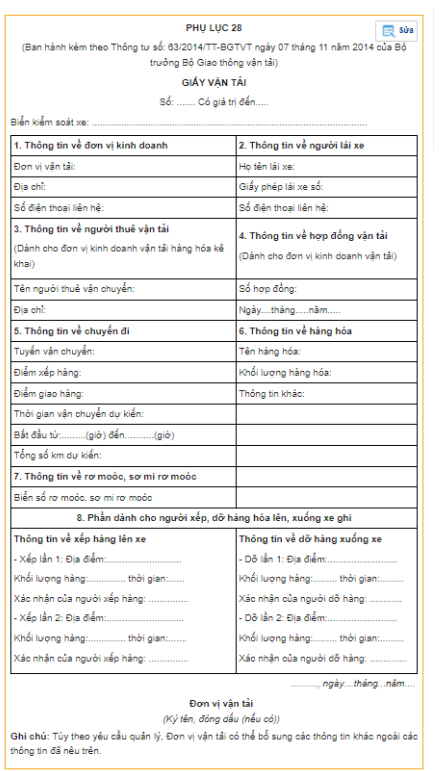 PHỤ LỤC 28
Sửa
(Ban hành kèm theo Thông tư số: 63/2014/TT-BGTVT ngày 07 tháng 11 năm 2014 của Bộ
trưởng Bộ Giao thông vận tải)
GIẤY VẬN TẢI
Số: ....... Có giá trị đến.....
Biển kiểm soát xe: ..............................................................................................
1. Thông tin về đơn vị kinh doanh
2. Thông tin về người lái xe
Đơn vị vận tải:
Họ tên lái xe:
Địa chỉ:
Giấy phép lái xe số:
Số điện thoại liên hệ:
Số điện thoại liên hệ:
3. Thông tin về người thuê vận tải
(Dành cho đơn vị kinh doanh vận tải hàng hóa kê
khai)
4. Thông tin về hợp đồng vận tải
(Dành cho đơn vị kinh doanh vận tải)
Tên người thuê vận chuyển:
Số hợp đồng:
Địa chỉ:
Ngày....tháng.....năm.....
5. Thông tin về chuyến đi
6. Thông tin về hàng hóa
Tuyến vận chuyển:
Tên hàng hóa:
Điểm xếp hàng:
Khối lượng hàng hóa:
Điểm giao hàng:
Thông tin khác:
Thời gian vận chuyển dự kiến:
Bắt đầu từ:.........(giờ) đến...........(giờ)
Tổng số km dự kiến:
7. Thông tin về rơ moóc, sơ mi rơ moóc
Biển số rơ moóc, sơ mi rơ moóc
8. Phần dành cho người xếp, dỡ hàng hóa lên, xuống xe ghi
Thông tin về xếp hàng lên xe
- Xếp lần 1: Địa điểm:..........................
Khối lượng hàng:............. thời gian:......
Xác nhận của người xếp hàng: ..............
- Xếp lần 2: Địa điểm:...........................
Khối lượng hàng:............. thời gian:.......
Xác nhận của người xếp hàng: ..............
Thông tin về dỡ hàng xuống xe
- Dỡ lần 1: Địa điểm:........................
Khối lượng hàng:......... thời gian:.........
Xác nhận của người dỡ hàng: ............
- Dỡ lần 2: Địa điểm:........................
Khối lượng hàng:......... thời gian:.........
Xác nhận của người dỡ hàng: .............
.........., ngày....tháng...năm....
Đơn vị vận tải
(Ký tên, đóng dấu (nếu có))
Ghi chú: Tùy theo yêu cầu quản lý, Đơn vị vận tải có thể bổ sung các thông tin khác ngoài các
thông tin đã nêu trên.